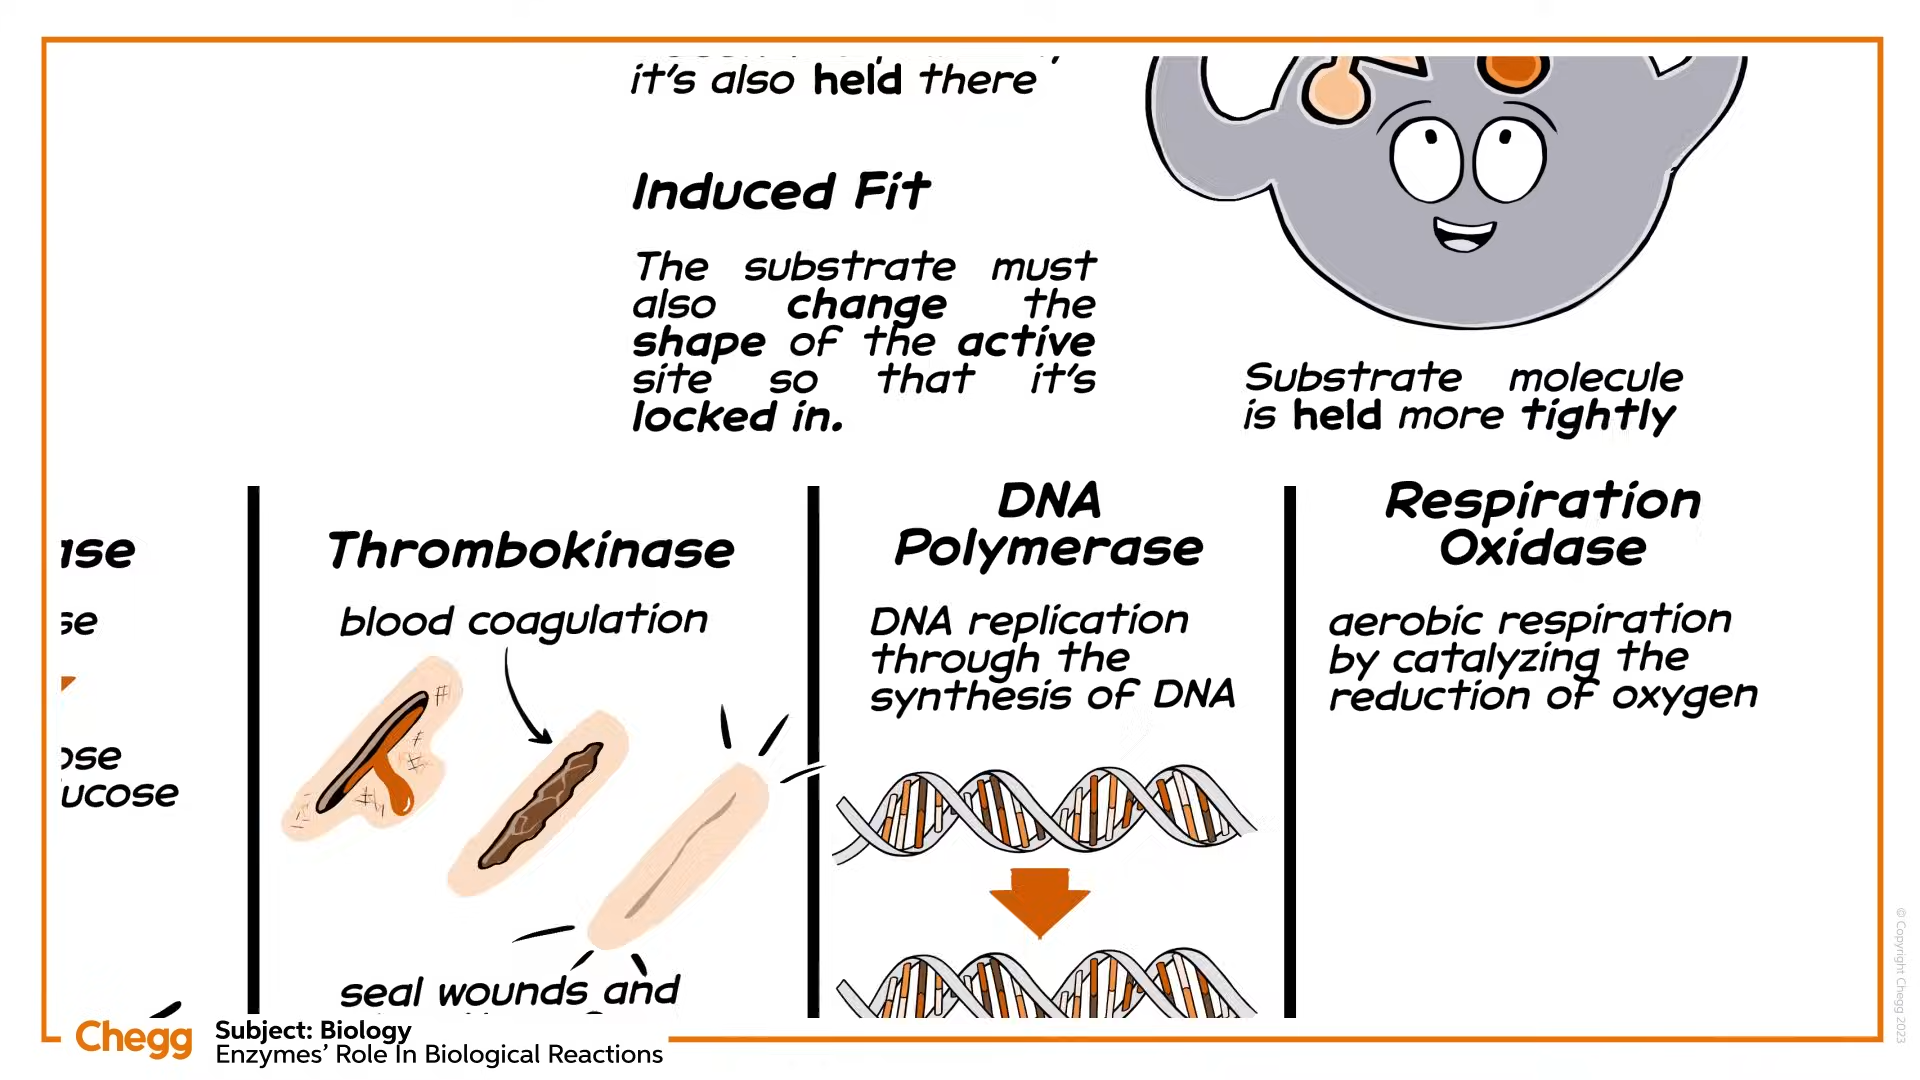 it's also held there
Induced Fit
The substrate must
also change the
shape of the active
site so that it's
locked in.
Substrate molecule
is held more tightly
Thrombokinase
blood coagulation
seal wounds and
DNA
Polymerase
DNA replication
through the
synthesis of DNA
Respiration
Oxidase
aerobic respiration
by catalyzing the
reduction of oxygen
Chegg
Subject: Biology
Enzymes' Role In Biological Reactions
© Copyright Chegg 2023